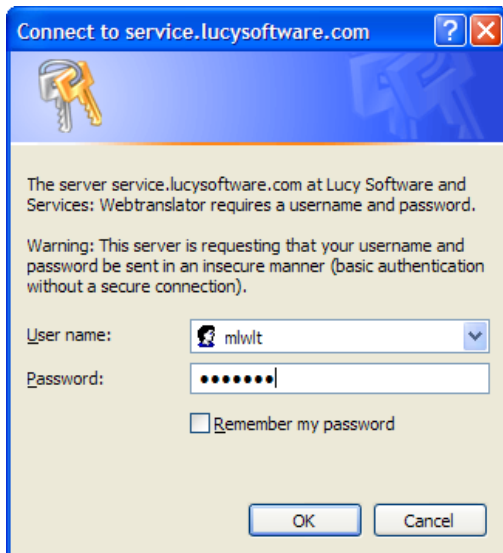 Connect to service.lucysoftware.com
The server service.lucysoftware.com at Lucy Software and
Services: Webtranslator requires a username and password.
Warning: This server is requesting that your username and
password be sent in an insecure manner (basic authentication
without a secure connection).
User name:
mlwlt
Password:
●●●●●●●
Remember my password
OK
Cancel